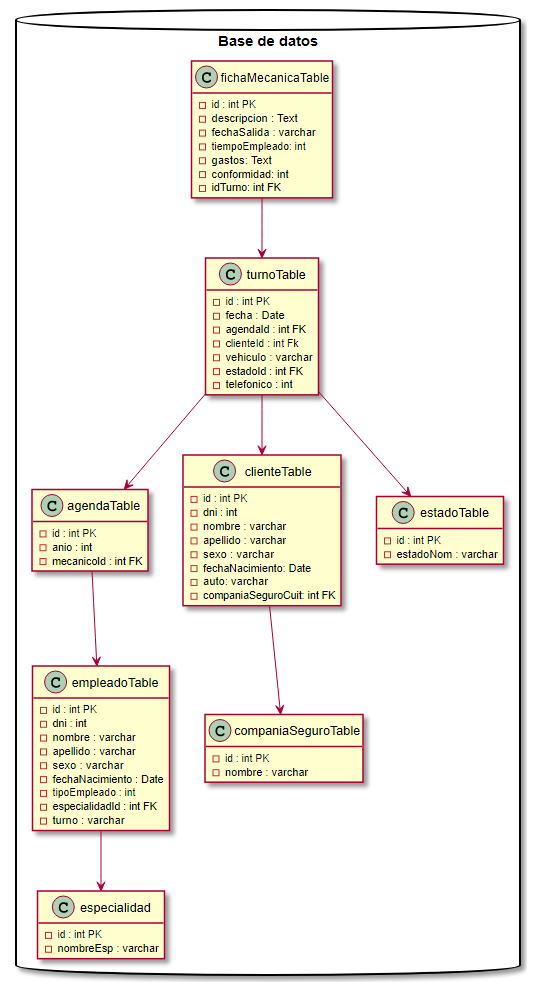 Base de datos
C fichaMecanicaTable
id : int PK
descripcion : Text
fechaSalida : varchar
tiempoEmpleado: int
gastos: Text
conformidad: int
idTurno: int FK
C turnoTable
id : int PK
fecha : Date
agendaId : int FK
clienteId : int Fk
vehiculo : varchar
estadoId : int FK
telefonico : int
C agendaTable
id : int PK
anio : int
mecanicoId : int FK
C clienteTable
id : int PK
dni : int
nombre : varchar
apellido : varchar
sexo : varchar
fechaNacimiento: Date
auto: varchar
companiaSeguroCuit: int FK
C estadoTable
id : int PK
estadoNom : varchar
C empleadoTable
id : int PK
dni : int
nombre : varchar
apellido : varchar
sexo : varchar
fechaNacimiento : Date
tipoEmpleado : int
especialidadId : int FK
turno : varchar
C companiaSeguroTable
id : int PK
nombre : varchar
C especialidad
id : int PK
nombreEsp : varchar